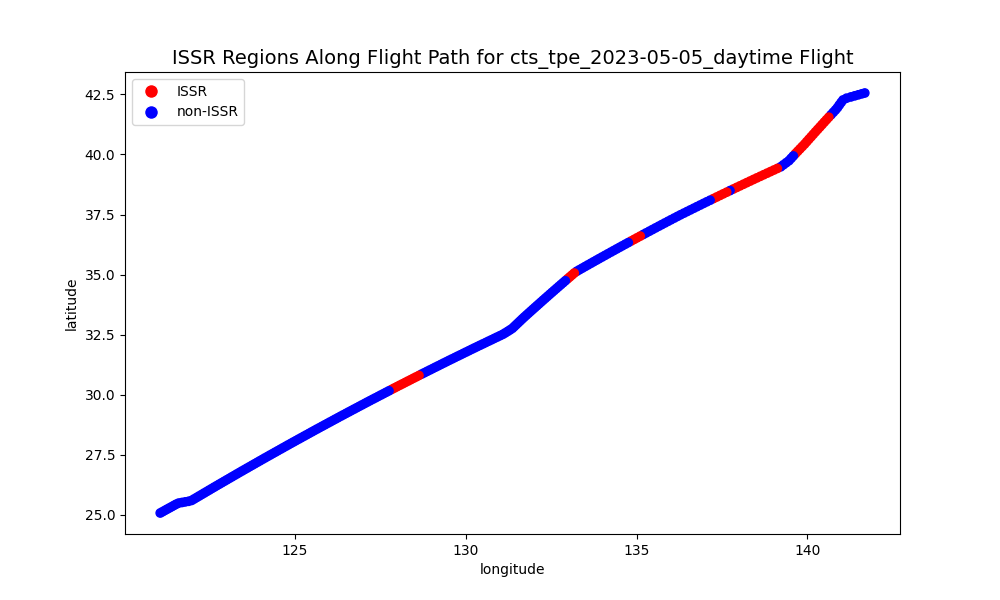 ISSR Regions Along Flight Path for cts_tpe_2023-05-05_daytime Flight
ISSR
non-ISSR
42.5
40.0
37.5
35.0
32.5
30.0
27.5
25.0
latitude
125
130
135
140
longitude